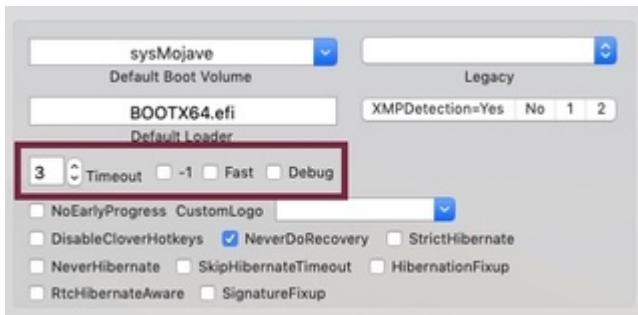 sysMojave
Default Boot Volume
Legacy
BOOTX64.efi
XMPDetection=Yes No 1 2
Default Loader
3 Timeout -1 Fast Debug
NoEarlyProgress CustomLogo
DisableCloverHotkeys NeverDoRecovery StrictHibernate
NeverHibernate SkipHibernateTimeout HibernationFixup
RtcHibernateAware SignatureFixup